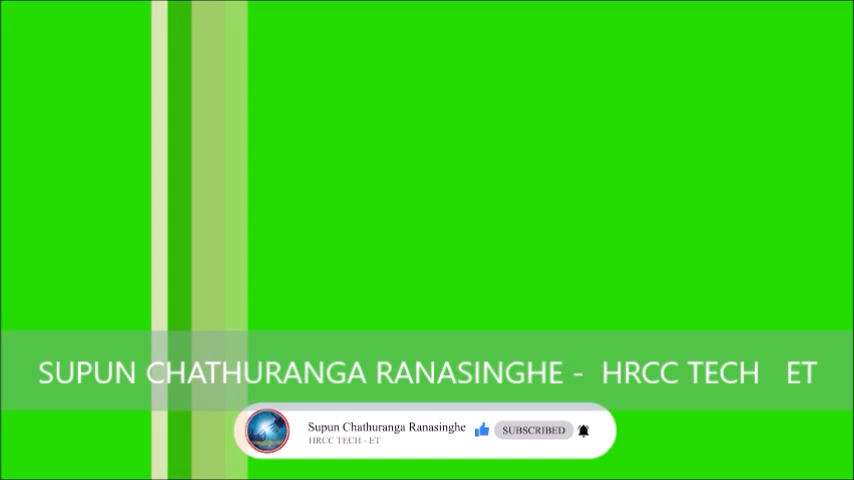 SUPUN CHATHURANGA RANASINGHE - HRCC TECH ET
Supun Chathuranga Ranasinghe
HRCC TECH - ET
SUBSCRIBED